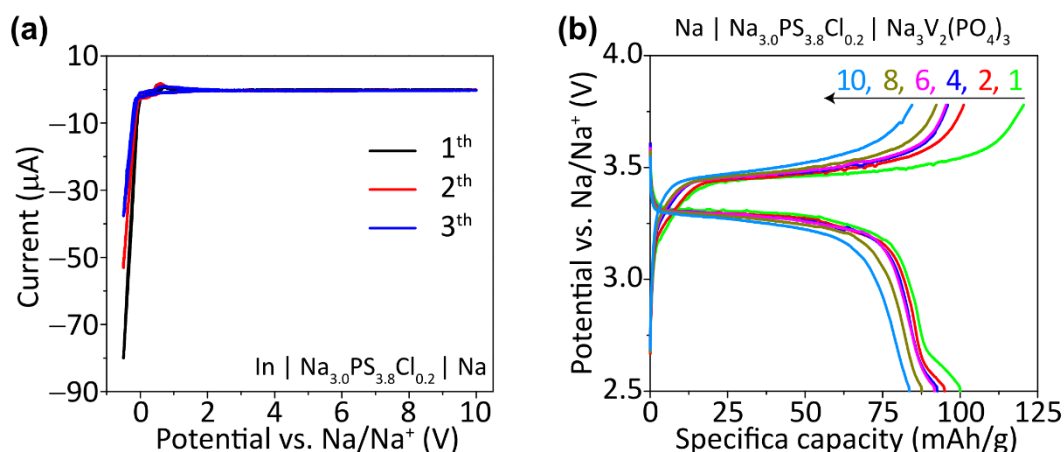 (a)
10
0
−10
−30
−50
−70
−90
Current (µA)
1th
2th
3th
In | Na3.0PS3.8Cl0.2 | Na
0 2 4 6 8 10
Potential vs. Na/Na+ (V)
(b)
Na | Na3.0PS3.8Cl0.2 | Na3V2(PO4)3
4.0
3.5
3.0
2.5
Potential vs. Na/Na+ (V)
10, 8, 6, 4, 2, 1
0 25 50 75 100 125
Specifica capacity (mAh/g)